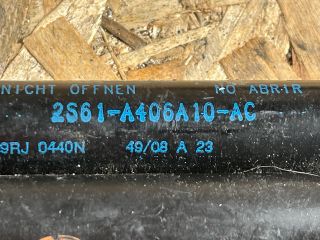 NICHT OFFNEN NO ABRIR
2S61-A406A10-AC
9RJ 0440N 49/08 A 23